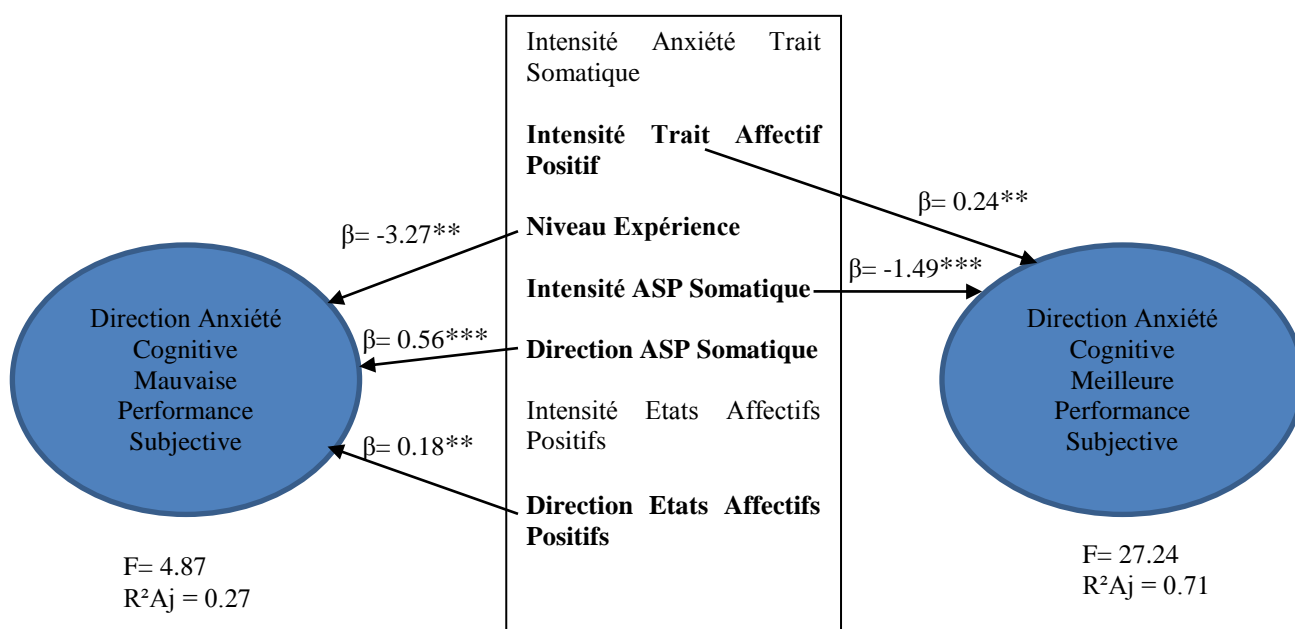 Intensité Anxiété Trait
Somatique
Intensité Trait Affectif
Positif
Niveau Expérience
Intensité ASP Somatique
Direction ASP Somatique
Intensité Etats Affectifs
Positifs
Direction Etats Affectifs
Positifs
β= -3.27**
β= 0.56***
β= 0.18**
Direction Anxiété
Cognitive
Mauvaise
Performance
Subjective
F= 4.87
R²Aj = 0.27
β= 0.24**
β= -1.49***
Direction Anxiété
Cognitive
Meilleure
Performance
Subjective
F= 27.24
R²Aj = 0.71